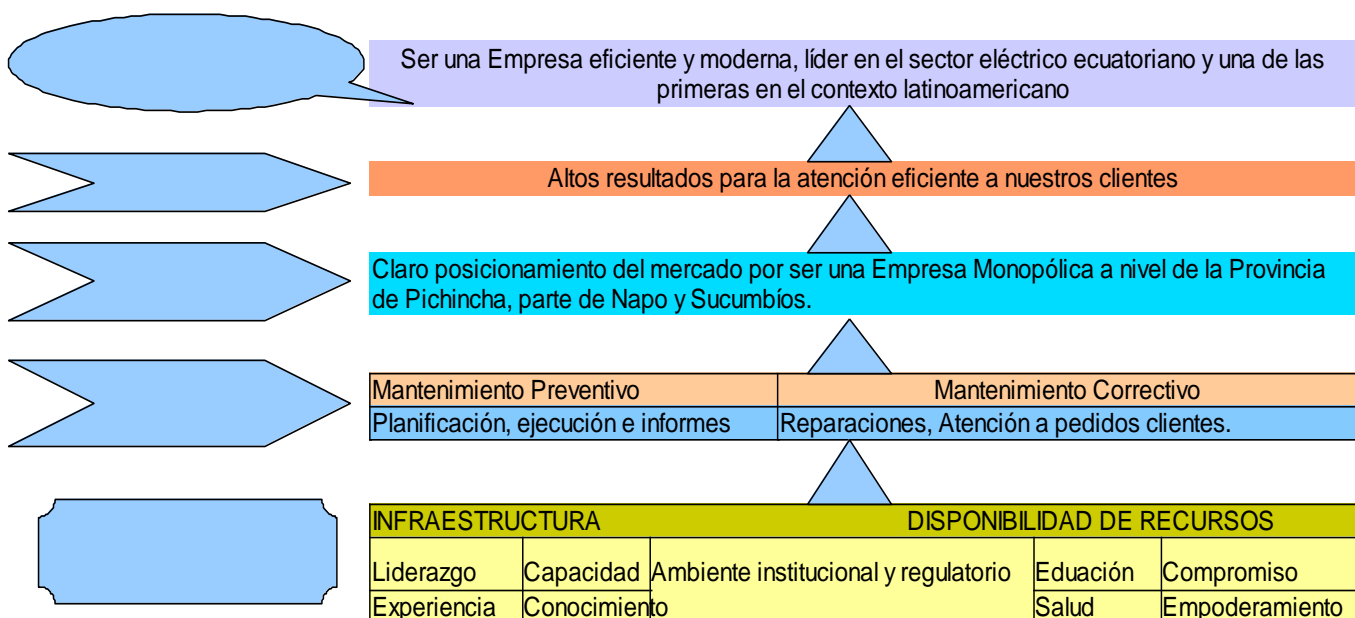 Ser una Empresa eficiente y moderna, líder en el sector eléctrico ecuatoriano y una de las
primeras en el contexto latinoamericano
Altos resultados para la atención eficiente a nuestros clientes
Claro posicionamiento del mercado por ser una Empresa Monopólica a nivel de la Provincia
de Pichincha, parte de Napo y Sucumbíos.
Mantenimiento Preventivo Mantenimiento Correctivo
Planificación, ejecución e informes Reparaciones, Atención a pedidos clientes.
INFRAESTRUCTURA DISPONIBILIDAD DE RECURSOS
Liderazgo Capacidad Ambiente institucional y regulatorio Eduación Compromiso
Experiencia Conocimiento Salud Empoderamiento